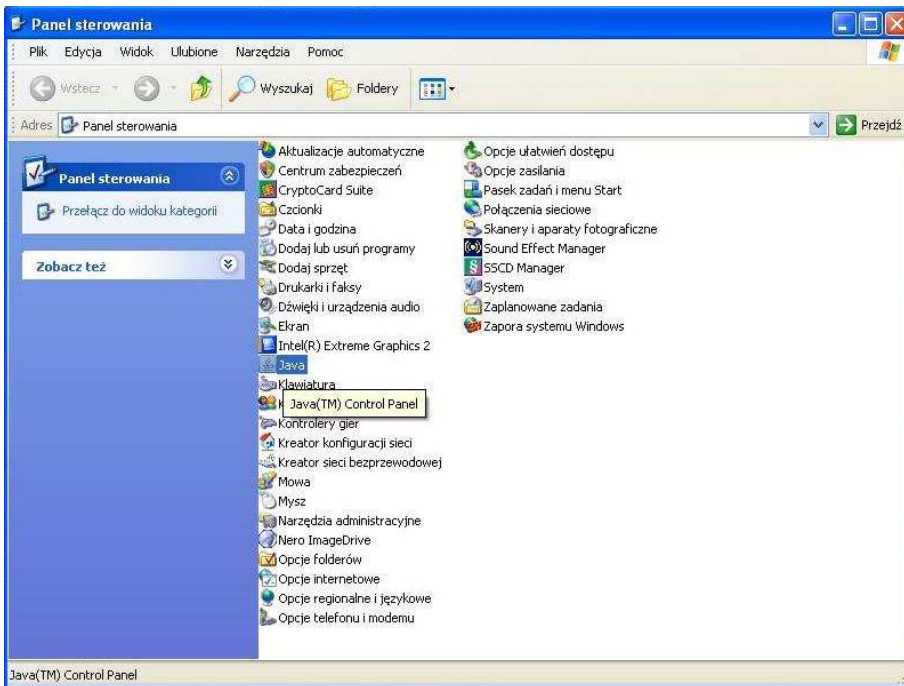 Panel sterowania
Plik Edycja Widok Ulubione Narzędzia Pomoc
Wstecz Wyszukaj Foldery
Adres Panel sterowania Przejdź
Panel sterowania
Przełącz do widoku kategorii
Zobacz też
Aktualizacje automatyczne
Centrum zabezpieczeń
CryptoCard Suite
Czcionki
Data i godzina
Dodaj lub usuń programy
Dodaj sprzęt
Drukarki i faksy
Dźwięki i urządzenia audio
Ekran
Intel(R) Extreme Graphics 2
Java
Klawiatura
K
Java(TM) Control Panel
Kontrolery gier
Kreator konfiguracji sieci
Kreator sieci bezprzewodowej
Mowa
Mysz
Narzędzia administracyjne
Nero ImageDrive
Opcje folderów
Opcje internetowe
Opcje regionalne i językowe
Opcje telefonu i modemu
Opcje ułatwień dostępu
Opcje zasilania
Pasek zadań i menu Start
Połączenia sieciowe
Skanery i aparaty fotograficzne
Sound Effect Manager
SSCD Manager
System
Zaplanowane zadania
Zapora systemu Windows
Java(TM) Control Panel